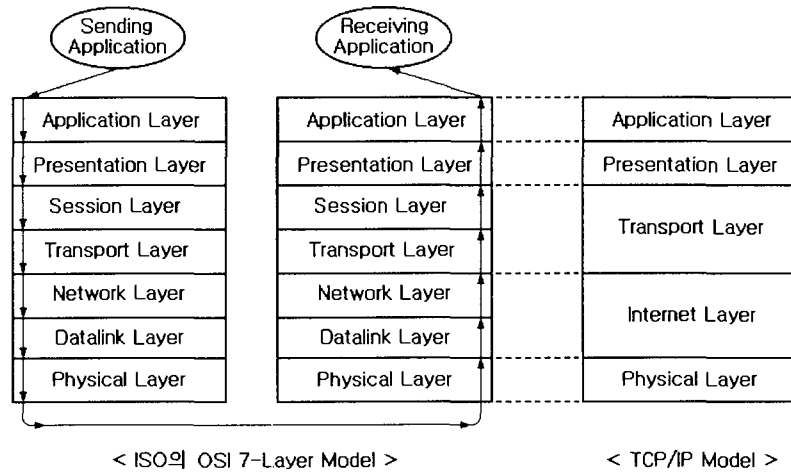 Sending
Application
Receiving
Application
Application Layer
Presentation Layer
Session Layer
Transport Layer
Network Layer
Datalink Layer
Physical Layer
Application Layer
Presentation Layer
Session Layer
Transport Layer
Network Layer
Datalink Layer
Physical Layer
Application Layer
Presentation Layer
Transport Layer
Internet Layer
Physical Layer
< ISO의 OSI 7-Layer Model >
< TCP/IP Model >